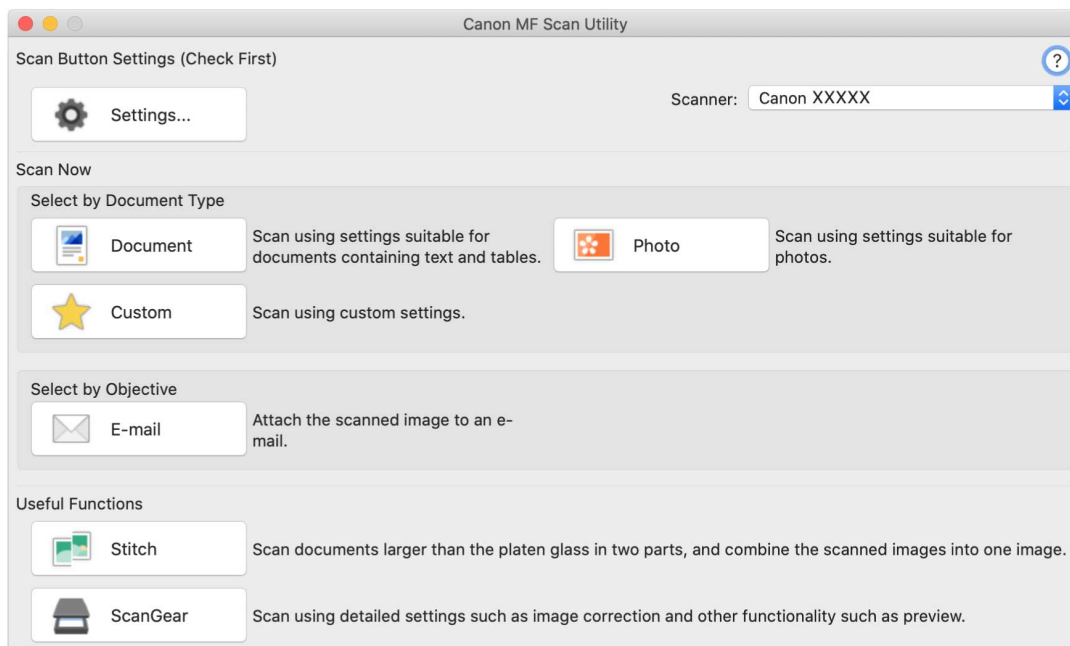 Canon MF Scan Utility
Scan Button Settings (Check First)
?
Settings...
Scanner: Canon XXXXX
Scan Now
Select by Document Type
Document
Scan using settings suitable for
documents containing text and tables.
Photo
Scan using settings suitable for
photos.
Custom
Scan using custom settings.
Select by Objective
E-mail
Attach the scanned image to an e-
mail.
Useful Functions
Stitch
Scan documents larger than the platen glass in two parts, and combine the scanned images into one image.
ScanGear
Scan using detailed settings such as image correction and other functionality such as preview.